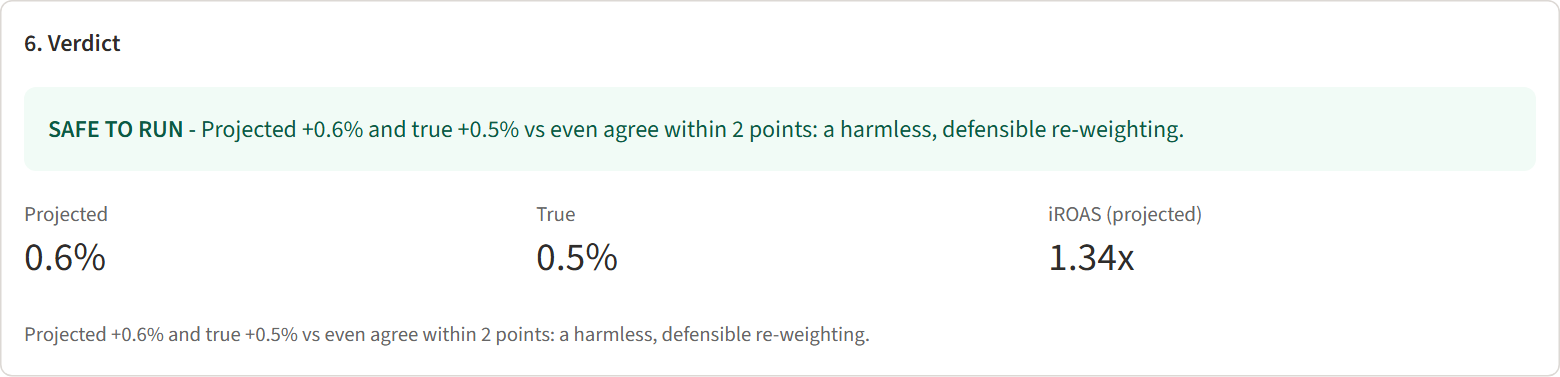 6. Verdict
SAFE TO RUN - Projected +0.6% and true +0.5% vs even agree within 2 points: a harmless, defensible re-weighting.
Projected
True
iROAS (projected)
0.6%
0.5%
1.34x
Projected +0.6% and true +0.5% vs even agree within 2 points: a harmless, defensible re-weighting.